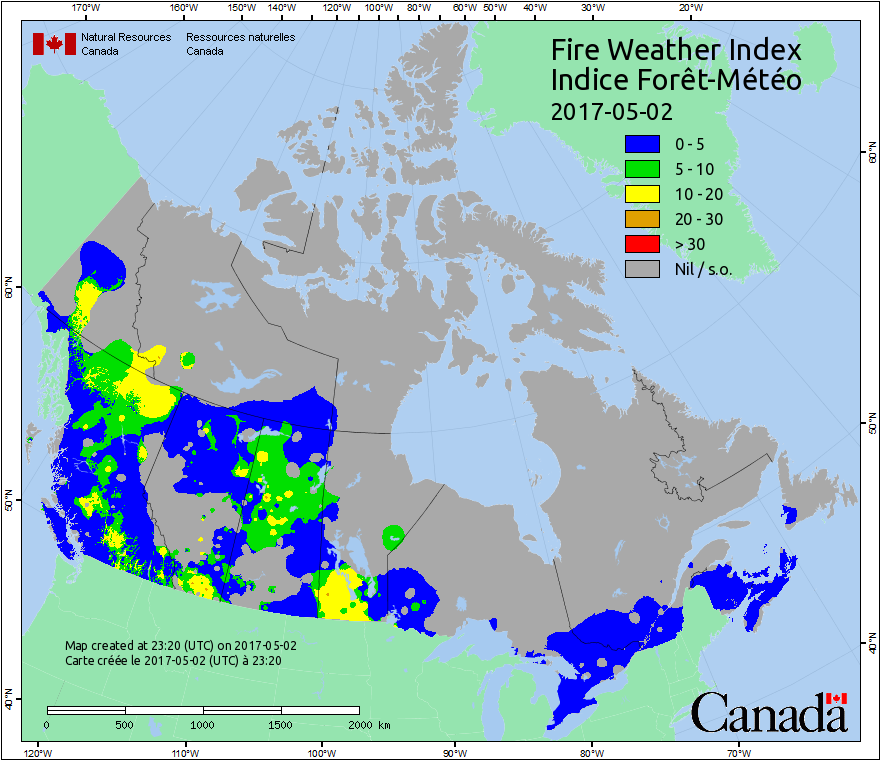 170°W 160°W 150°W 140°W 130°W 120°W 110°W 100°W 90°W 80°W 70°W 60°W 50°W 40°W 30°W 20°W
Natural Resources Ressources naturelles
Canada Canada
Fire Weather Index
Indice Forêt-Météo
2017-05-02
0 - 5
5 - 10
10 - 20
20 - 30
> 30
Nil / s.o.
60°N
50°N
40°N
60°N
50°N
40°N
Map created at 23:20 (UTC) on 2017-05-02
Carte créée le 2017-05-02 (UTC) à 23:20
0 500 1000 1500 2000 km
Canada
120°W 110°W 100°W 90°W 80°W 70°W